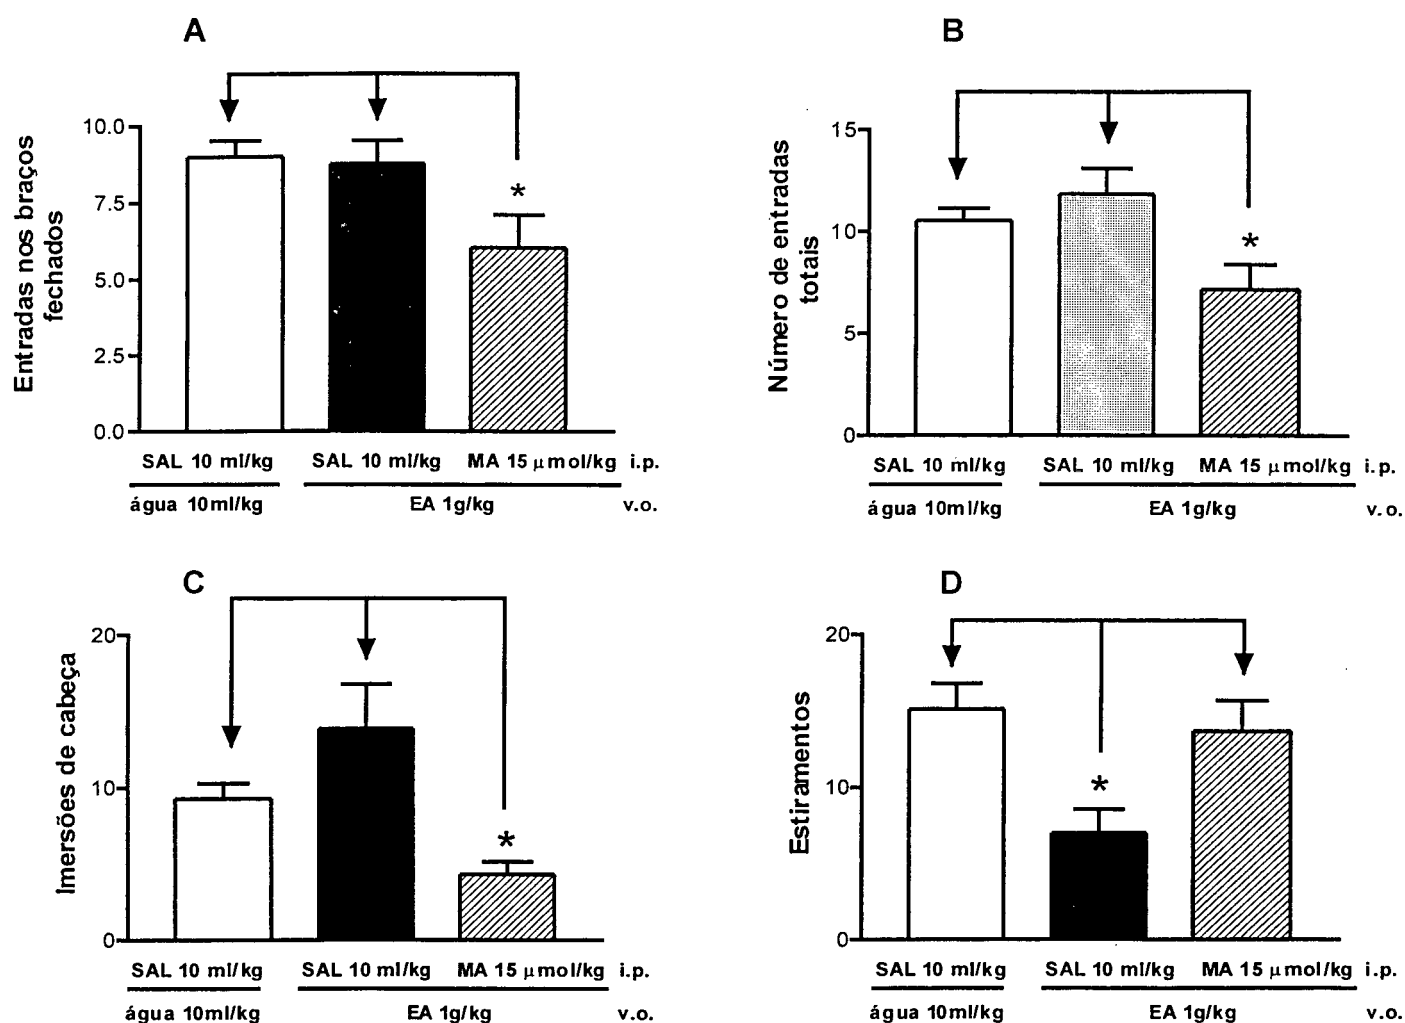 A
Entradas nos braços
fechados
10.0
7.5
5.0
2.5
0.0
*
SAL 10 ml/kg SAL 10 ml/kg MA 15 µmol/kg i.p.
água 10ml/kg EA 1g/kg v.o.
B
Número de entradas
totais
15
10
5
0
*
SAL 10 ml/kg SAL 10 ml/kg MA 15 µmol/kg i.p.
água 10ml/kg EA 1g/kg v.o.
C
Imersões de cabeça
20
10
0
*
SAL 10 ml/kg SAL 10 ml/kg MA 15 µmol/kg i.p.
água 10ml/kg EA 1g/kg v.o.
D
Estiramentos
20
10
0
*
SAL 10 ml/kg SAL 10 ml/kg MA 15 µmol/kg i.p.
água 10ml/kg EA 1g/kg v.o.